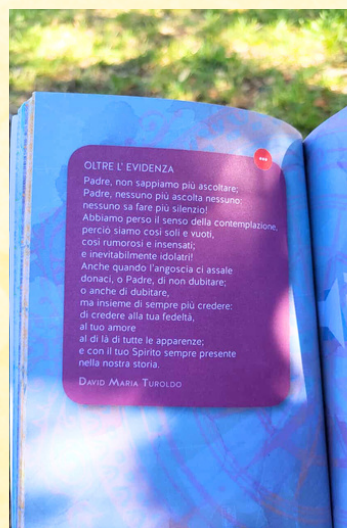 OLTRE L' EVIDENZA
Padre, non sappiamo più ascoltare;
Padre, nessuno più ascolta nessuno:
nessuno sa fare più silenzio!
Abbiamo perso il senso della contemplazione,
perciò siamo così soli e vuoti,
così rumorosi e insensati;
e inevitabilmente idolatri!
Anche quando l'angoscia ci assale
donaci, o Padre, di non dubitare;
o anche di dubitare,
ma insieme di sempre più credere:
di credere alla tua fedeltà,
al tuo amore
al di là di tutte le apparenze;
e con il tuo Spirito sempre presente
nella nostra storia.
DAVID MARIA TUROLDO